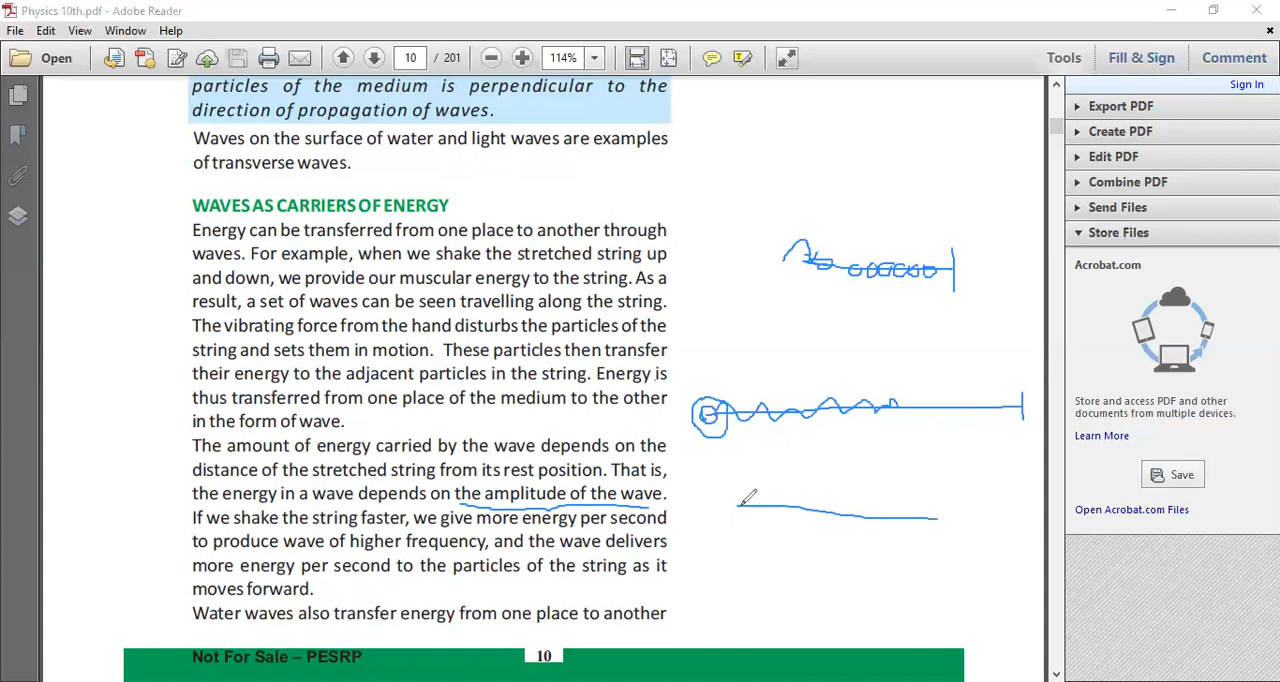 Physics 10th.pdf - Adobe Reader
File Edit View Window Help
Open 10 / 201 114% Tools Fill & Sign Comment
Sign In
particles of the medium is perpendicular to the
direction of propagation of waves.
Waves on the surface of water and light waves are examples
of transverse waves.
WAVES AS CARRIERS OF ENERGY
Energy can be transferred from one place to another through
waves. For example, when we shake the stretched string up
and down, we provide our muscular energy to the string. As a
result, a set of waves can be seen travelling along the string.
The vibrating force from the hand disturbs the particles of the
string and sets them in motion. These particles then transfer
their energy to the adjacent particles in the string. Energy is
thus transferred from one place of the medium to the other
in the form of wave.
The amount of energy carried by the wave depends on the
distance of the stretched string from its rest position. That is,
the energy in a wave depends on the amplitude of the wave.
If we shake the string faster, we give more energy per second
to produce wave of higher frequency, and the wave delivers
more energy per second to the particles of the string as it
moves forward.
Water waves also transfer energy from one place to another
Not For Sale – PESRP 10
Export PDF
Create PDF
Edit PDF
Combine PDF
Send Files
Store Files
Acrobat.com
Store and access PDF and other
documents from multiple devices.
Learn More
Save
Open Acrobat.com Files